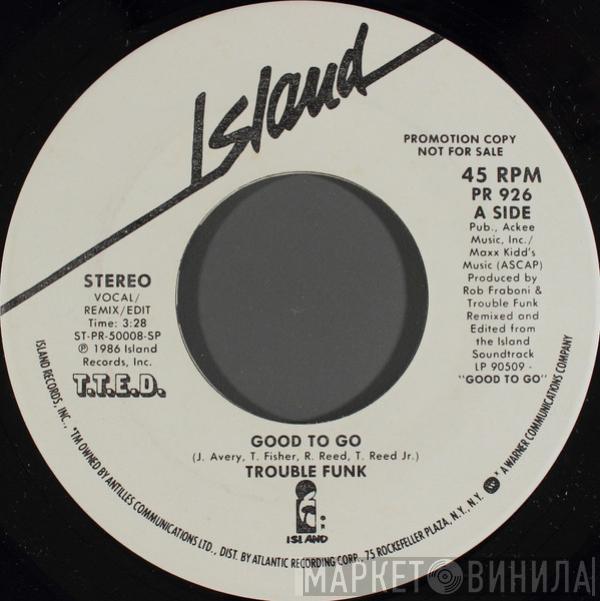 Island
PROMOTION COPY
NOT FOR SALE
45 RPM
PR 926
A SIDE
Pub., Ackee
Music, Inc./
Maxx Kidd's
Music (ASCAP)
Produced by
Rob Fraboni &
Trouble Funk
Remixed and
Edited from
the Island
Soundtrack
LP 90509 -
"GOOD TO GO"
STEREO
VOCAL/
REMIX/EDIT
Time: 3:28
ST-PR-50008-SP
℗ 1986 Island
Records, Inc.
T.T.E.D.
GOOD TO GO
(J. Avery, T. Fisher, R. Reed, T. Reed Jr.)
TROUBLE FUNK
ISLAND
ISLAND RECORDS, INC., *TM OWNED BY ANTILLES COMMUNICATIONS LTD., DIST. BY ATLANTIC RECORDING CORP., 75 ROCKEFELLER PLAZA, N.Y., N.Y. * A WARNER COMMUNICATIONS COMPANY
МАРКЕТ ВИНИЛА